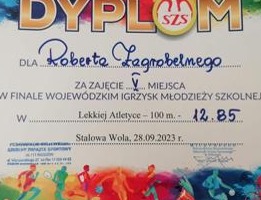 DYPLOM
SZS
DLA Roberta Zagrobelnego
ZA ZAJĘCIE ...V... MIEJSCA
W FINALE WOJEWÓDZKIM IGRZYSK MŁODZIEŻY SZKOLNEJ
W Lekkiej Atletyce – 100 m. - 12.85
Stalowa Wola, 28.09.2023 r.